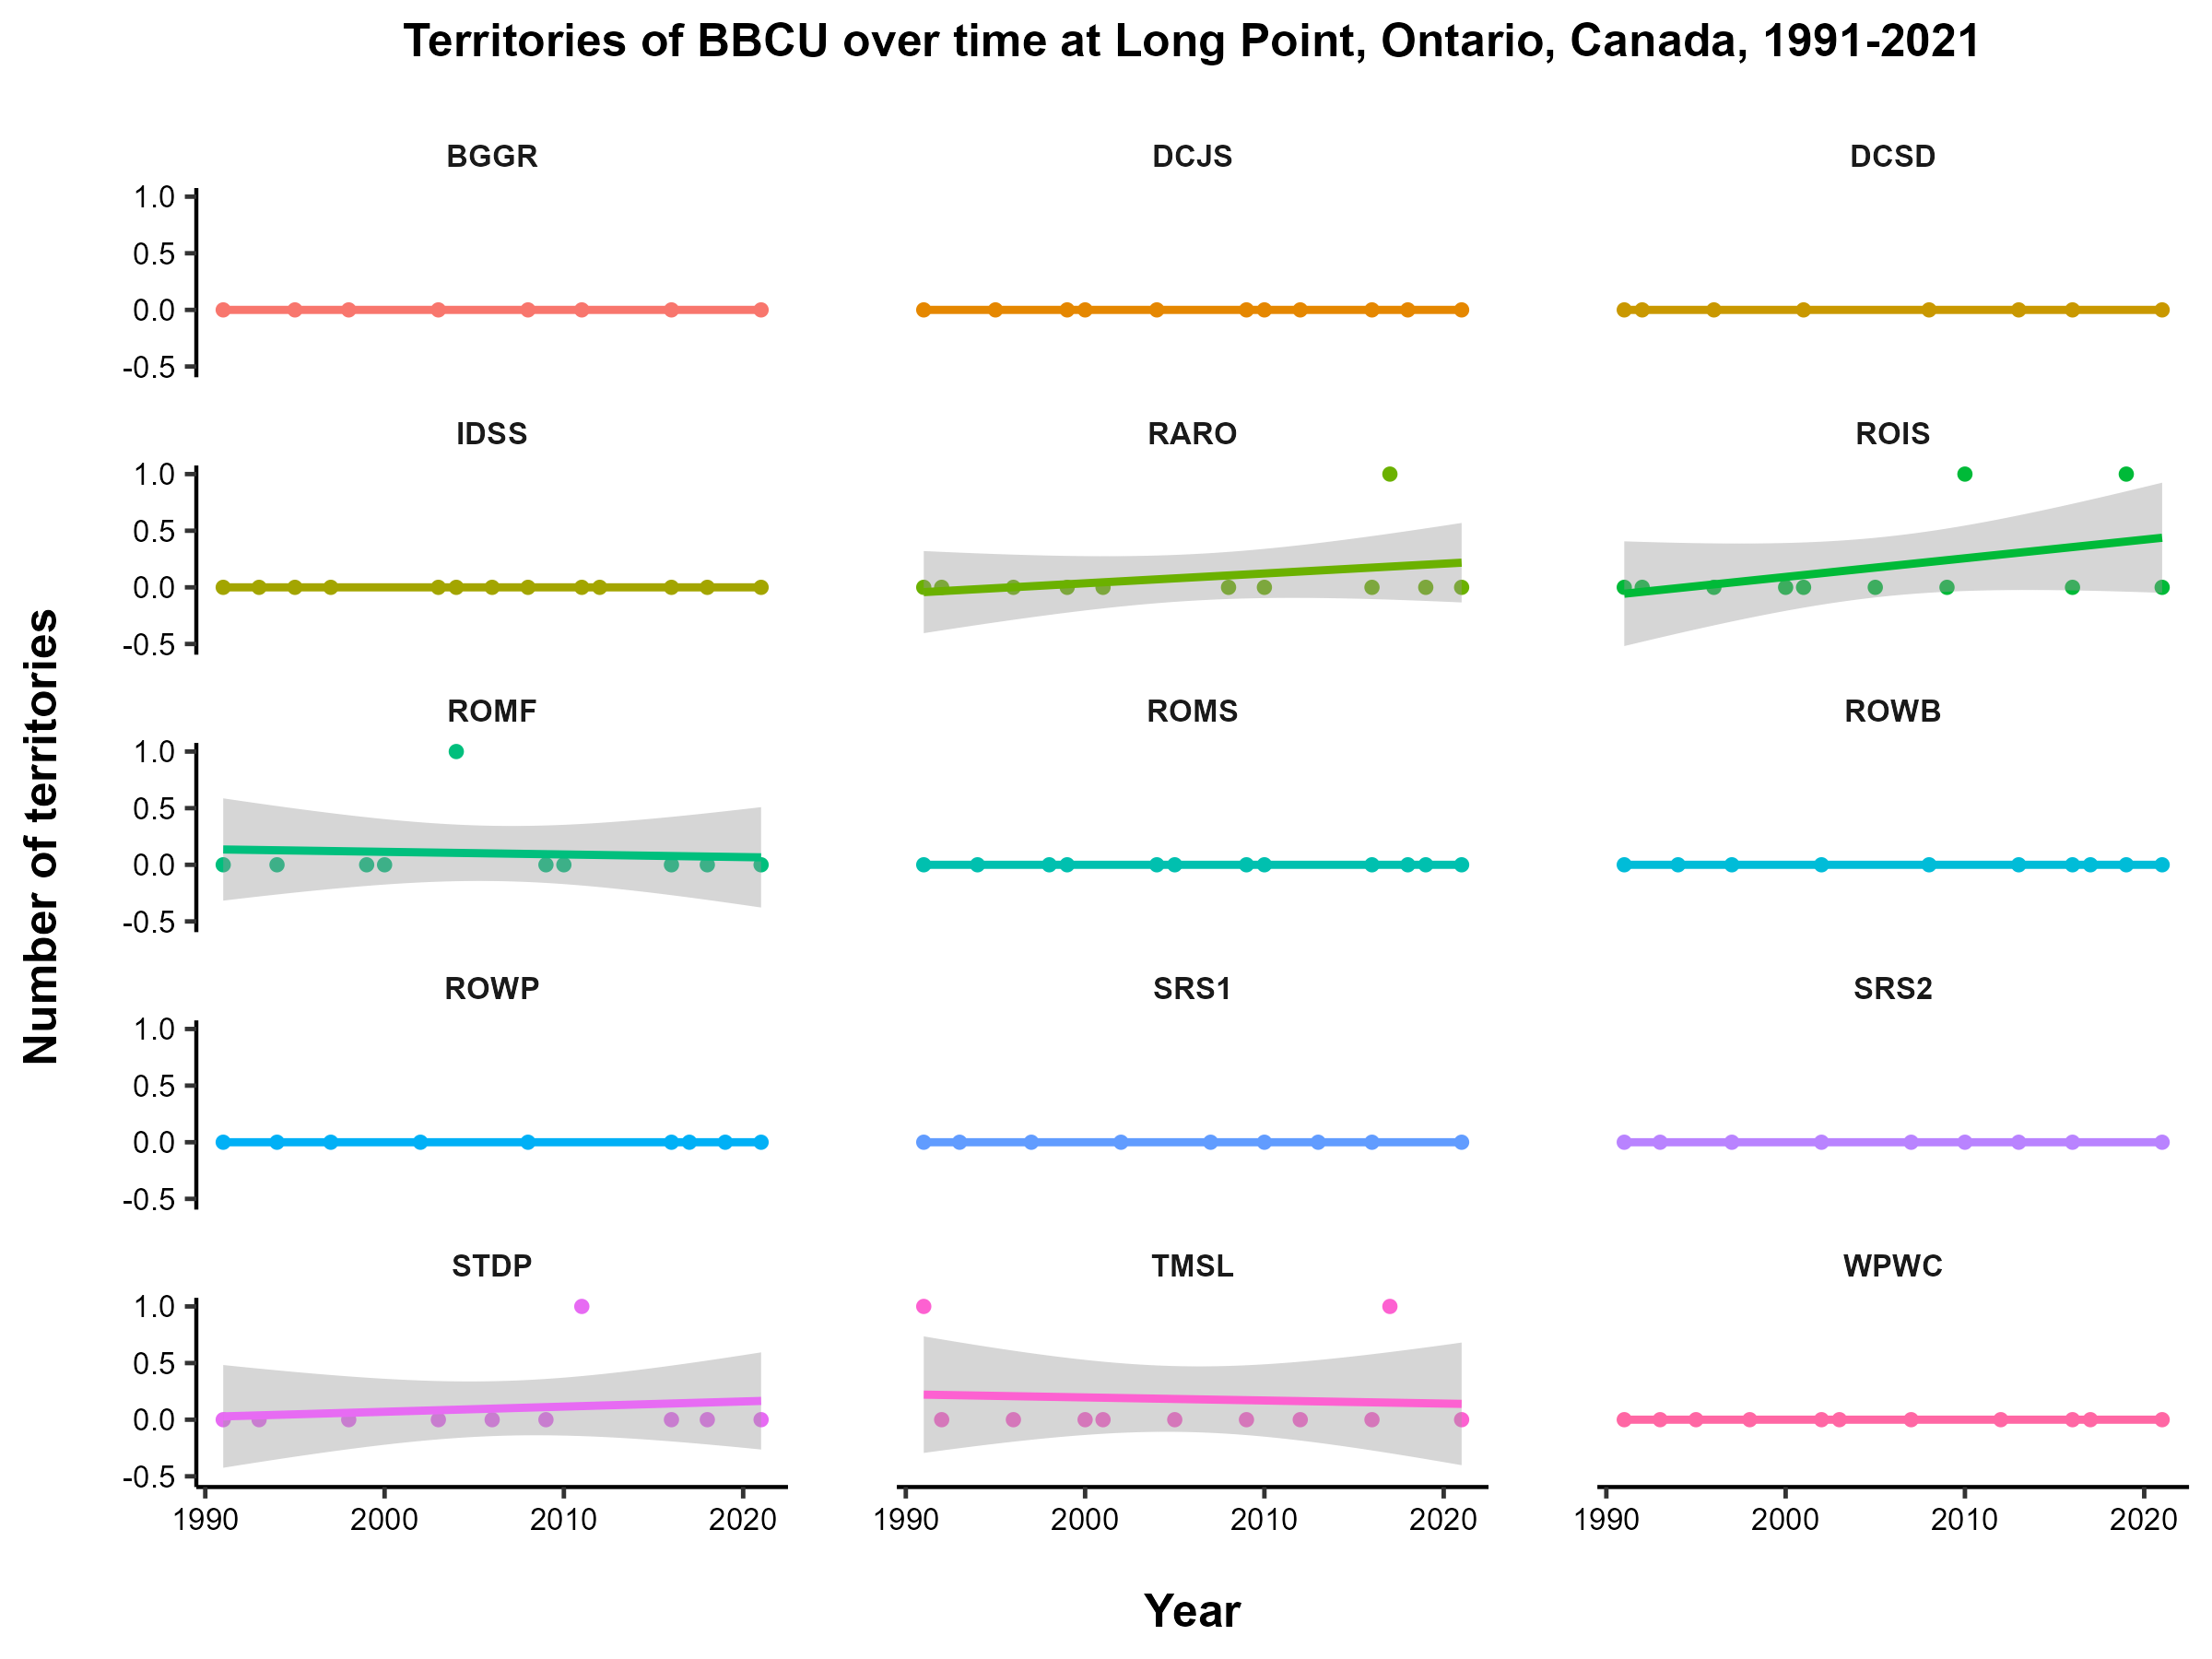 Territories of BBCU over time at Long Point, Ontario, Canada, 1991-2021
BGGR DCJS DCSD
1.0
0.5
0.0
-0.5
IDSS RARO ROIS
1.0
0.5
0.0
-0.5
ROMF ROMS ROWB
1.0
0.5
0.0
-0.5
ROWP SRS1 SRS2
1.0
0.5
0.0
-0.5
STDP TMSL WPWC
1.0
0.5
0.0
-0.5
1990 2000 2010 2020 1990 2000 2010 2020 1990 2000 2010 2020
Number of territories
Year